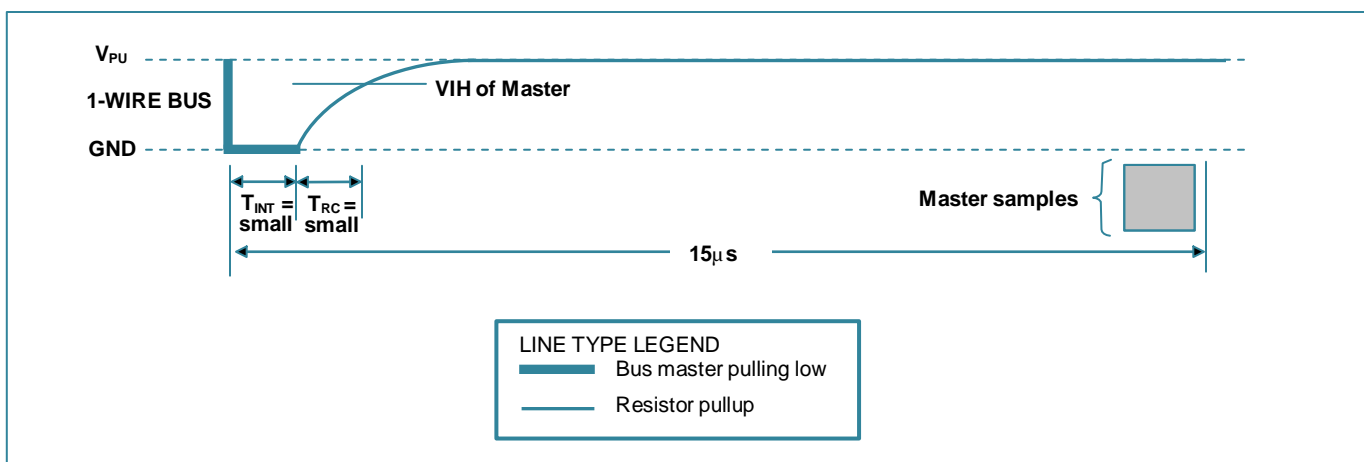 VPU
VIH of Master
1-WIRE BUS
GND
TINT =
small
TRC =
small
Master samples
15μs
LINE TYPE LEGEND
Bus master pulling low
Resistor pullup